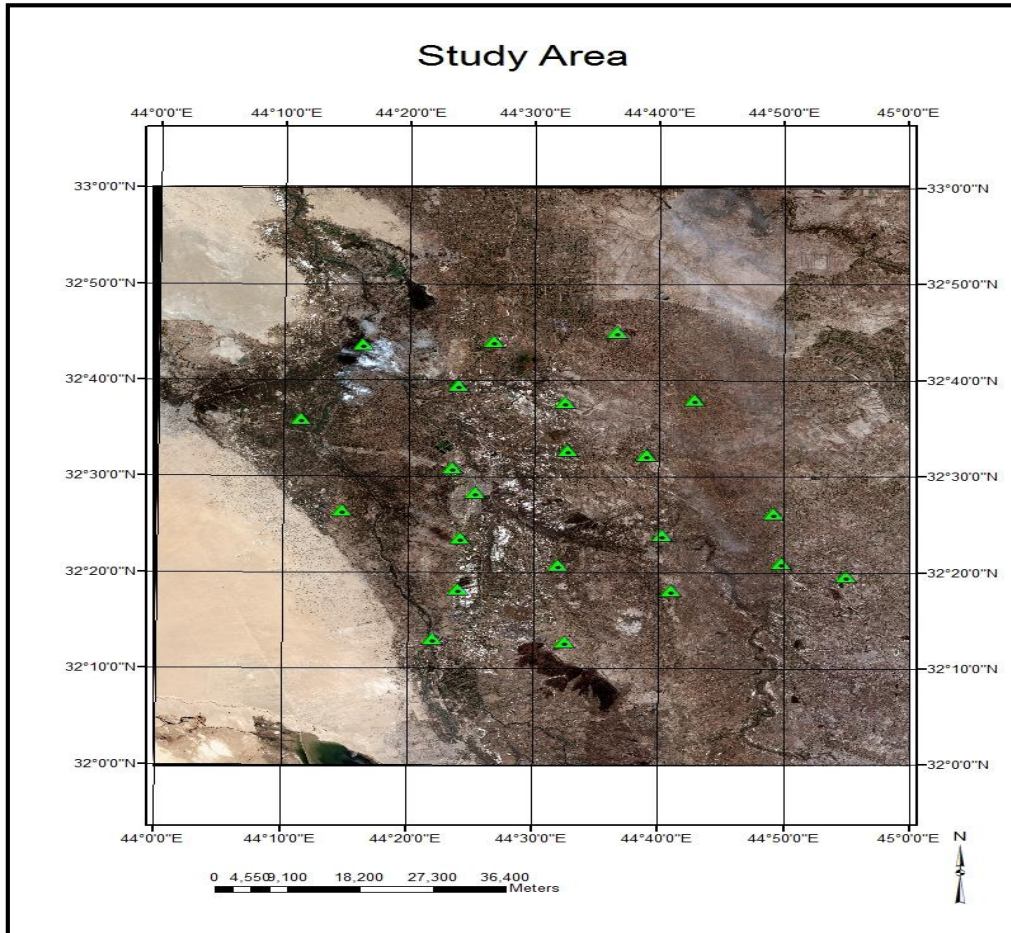 Study Area
44°0'0"E 44°10'0"E 44°20'0"E 44°30'0"E 44°40'0"E 44°50'0"E 45°0'0"E
33°0'0"N 33°0'0"N
32°50'0"N 32°50'0"N
32°40'0"N 32°40'0"N
32°30'0"N 32°30'0"N
32°20'0"N 32°20'0"N
32°10'0"N 32°10'0"N
32°0'0"N 32°0'0"N
44°0'0"E 44°10'0"E 44°20'0"E 44°30'0"E 44°40'0"E 44°50'0"E 45°0'0"E
N
0 4,550 9,100 18,200 27,300 36,400
Meters